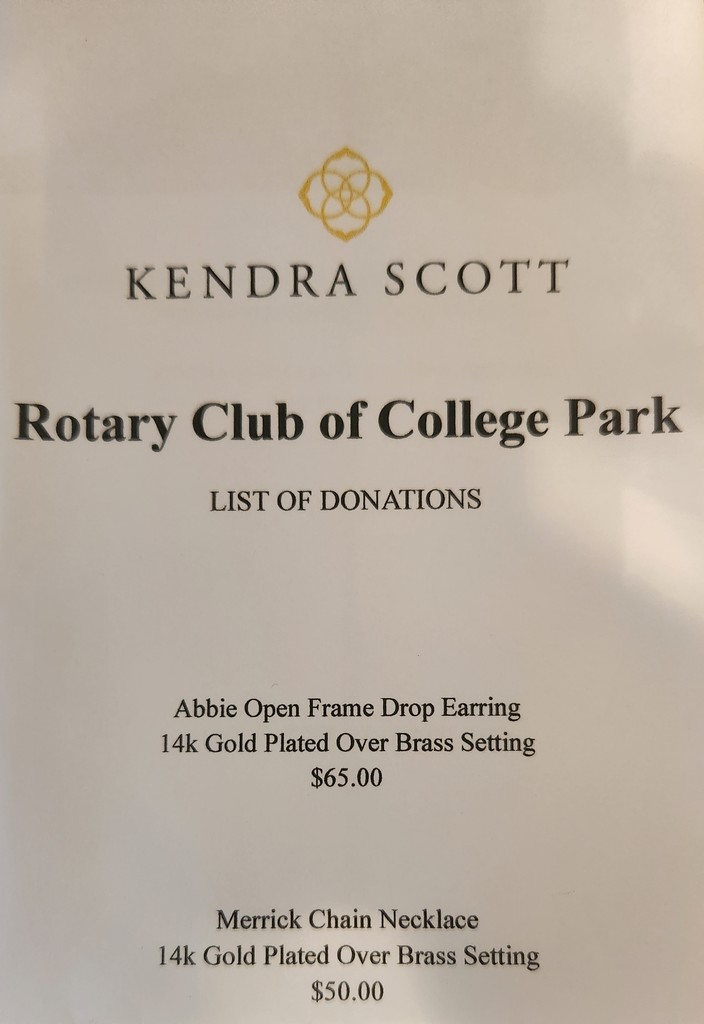 KENDRA SCOTT
Rotary Club of College Park
LIST OF DONATIONS
Abbie Open Frame Drop Earring
14k Gold Plated Over Brass Setting
$65.00
Merrick Chain Necklace
14k Gold Plated Over Brass Setting
$50.00